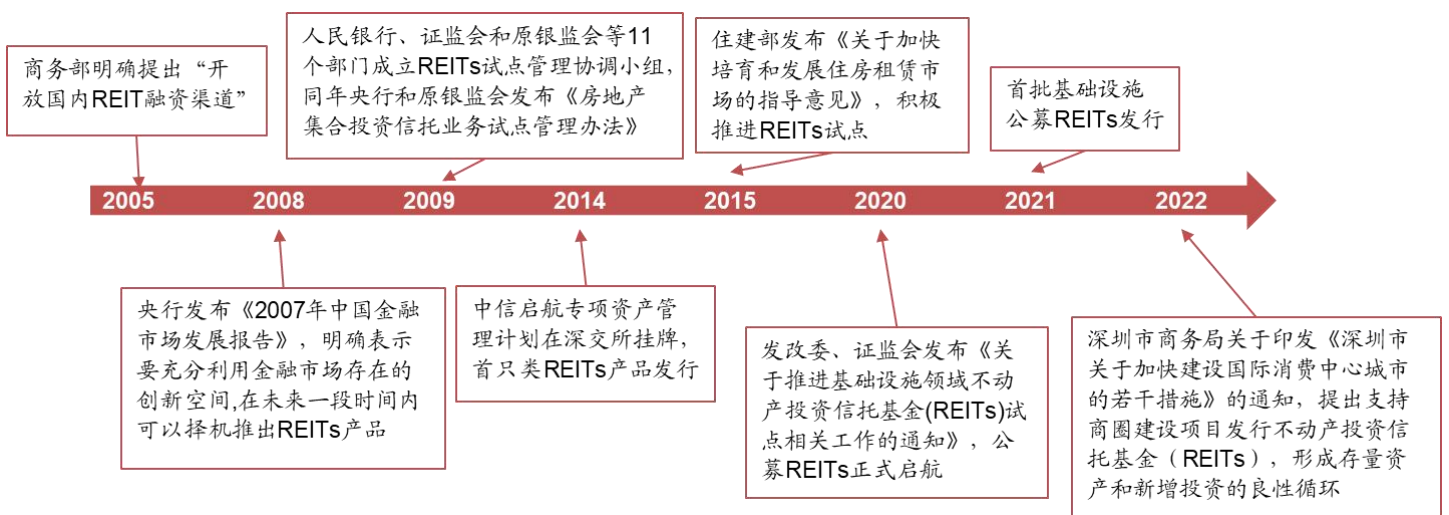 商务部明确提出“开
放国内REIT融资渠道”
人民银行、证监会和原银监会等11
个部门成立REITs试点管理协调小组，
同年央行和原银监会发布《房地产
集合投资信托业务试点管理办法》
住建部发布《关于加快
培育和发展住房租赁市
场的指导意见》，积极
推进REITs试点
首批基础设施
公募REITs发行
2005 2008 2009 2014 2015 2020 2021 2022
央行发布《2007年中国金融
市场发展报告》，明确表示
要充分利用金融市场存在的
创新空间,在未来一段时间内
可以择机推出REITs产品
中信启航专项资产管
理计划在深交所挂牌，
首只类REITs产品发行
发改委、证监会发布《关
于推进基础设施领域不动
产投资信托基金(REITs)试
点相关工作的通知》，公
募REITs正式启航
深圳市商务局关于印发《深圳市
关于加快建设国际消费中心城市
的若干措施》的通知，提出支持
商圈建设项目发行不动产投资信
托基金（REITs），形成存量资
产和新增投资的良性循环